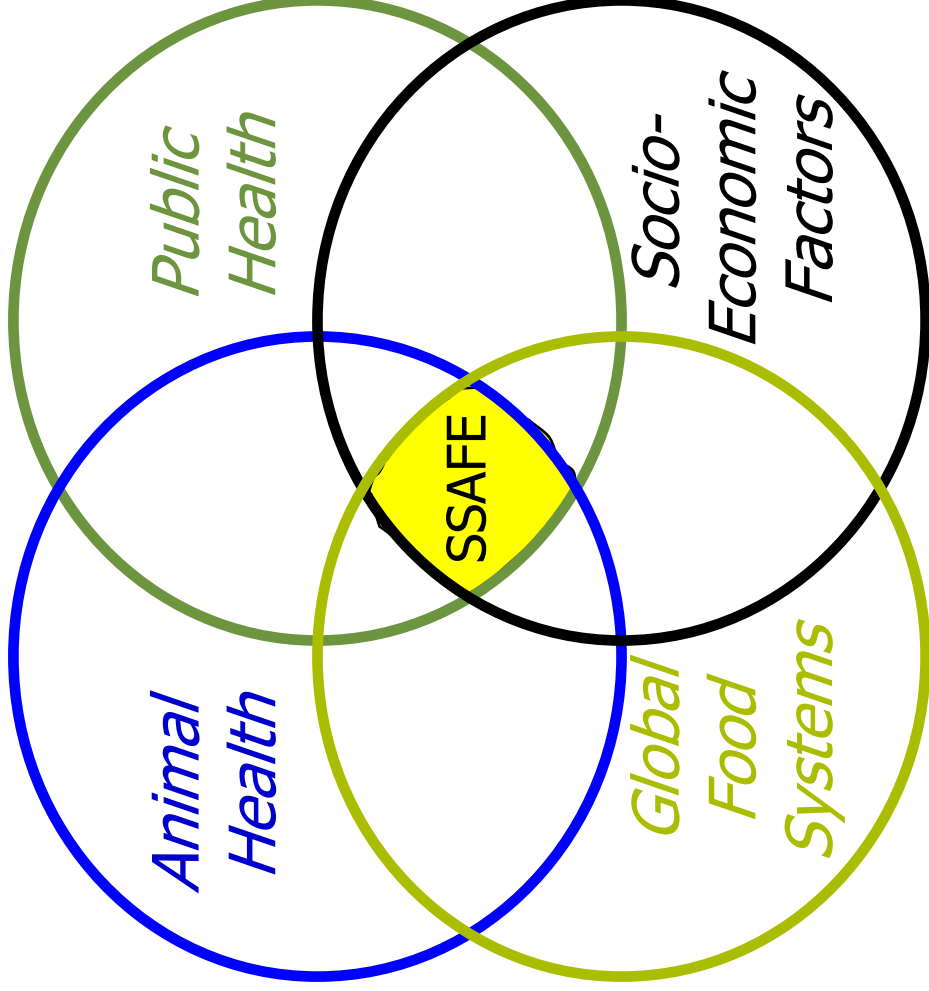 Public
Health
Socio-
Economic
Factors
SSAFE
Animal
Health
Global
Food
Systems